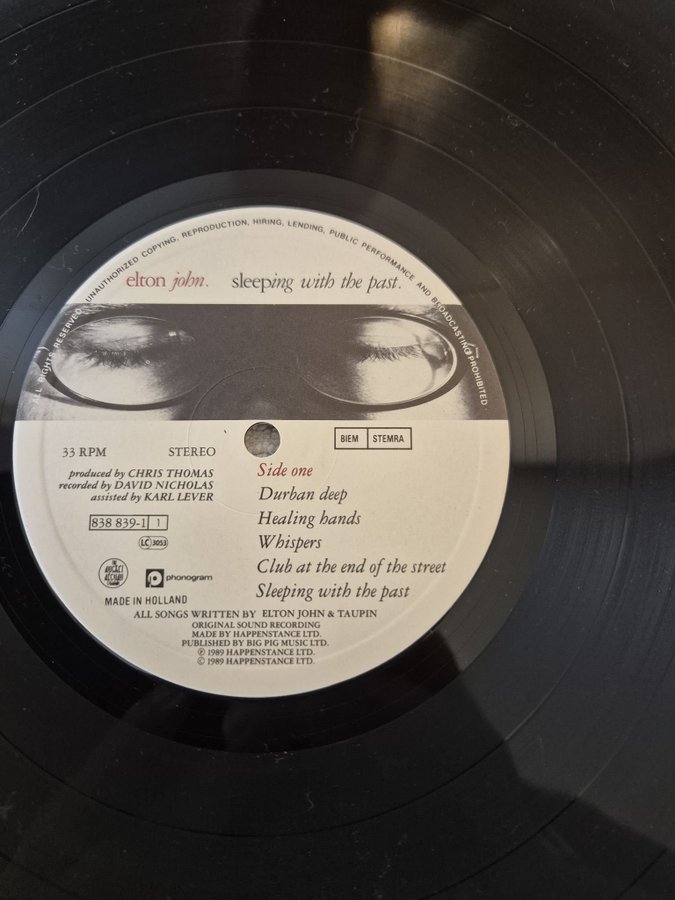 ALL RIGHTS RESERVED. UNAUTHORIZED COPYING, REPRODUCTION, HIRING, LENDING, PUBLIC PERFORMANCE AND BROADCASTING PROHIBITED
elton john. sleeping with the past.
BIEM STEMRA
33 RPM STEREO
produced by CHRIS THOMAS
recorded by DAVID NICHOLAS
assisted by KARL LEVER
838 839-1 1
LC 3053
phonogram
MADE IN HOLLAND
Side one
Durban deep
Healing hands
Whispers
Club at the end of the street
Sleeping with the past
ALL SONGS WRITTEN BY ELTON JOHN & TAUPIN
ORIGINAL SOUND RECORDING
MADE BY HAPPENSTANCE LTD.
PUBLISHED BY BIG PIG MUSIC LTD.
℗ 1989 HAPPENSTANCE LTD.
© 1989 HAPPENSTANCE LTD.